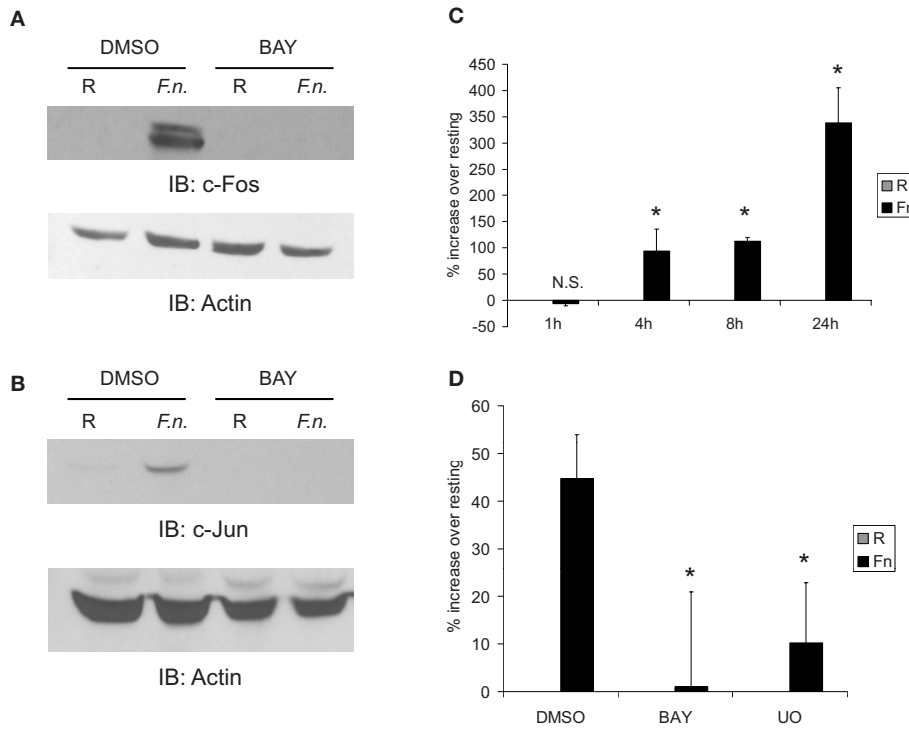 A
DMSO BAY
R F.n. R F.n.
IB: c-Fos
IB: Actin
B
DMSO BAY
R F.n. R F.n.
IB: c-Jun
IB: Actin
C
% increase over resting
450
400
350
300
250
200
150
100
50
0
-50
N.S.
*
*
*
1h 4h 8h 24h
R
Fn
D
% increase over resting
60
50
40
30
20
10
0
*
*
DMSO BAY UO
R
Fn